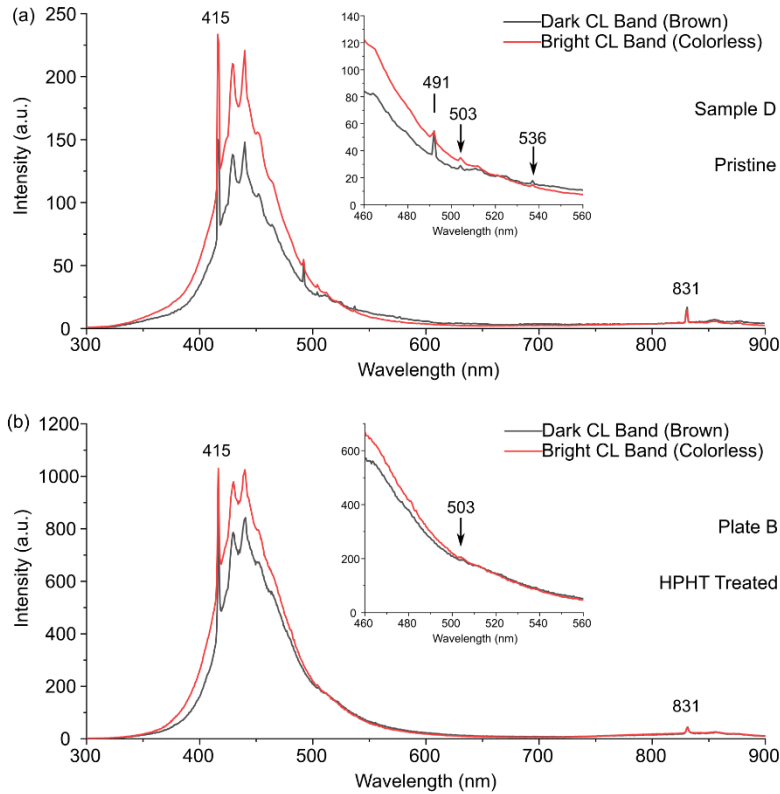 (a)
415
Dark CL Band (Brown)
Bright CL Band (Colorless)
491
503
536
Sample D
Pristine
831
Intensity (a.u.)
250
200
150
100
50
0
300 400 500 600 700 800 900
Wavelength (nm)
Intensity (a.u.)
140
120
100
80
60
40
20
0
460 480 500 520 540 560
Wavelength (nm)
(b)
415
Dark CL Band (Brown)
Bright CL Band (Colorless)
503
Plate B
HPHT Treated
831
Intensity (a.u.)
1200
1000
800
600
400
200
0
300 400 500 600 700 800 900
Wavelength (nm)
Intensity (a.u.)
600
400
200
0
460 480 500 520 540 560
Wavelength (nm)